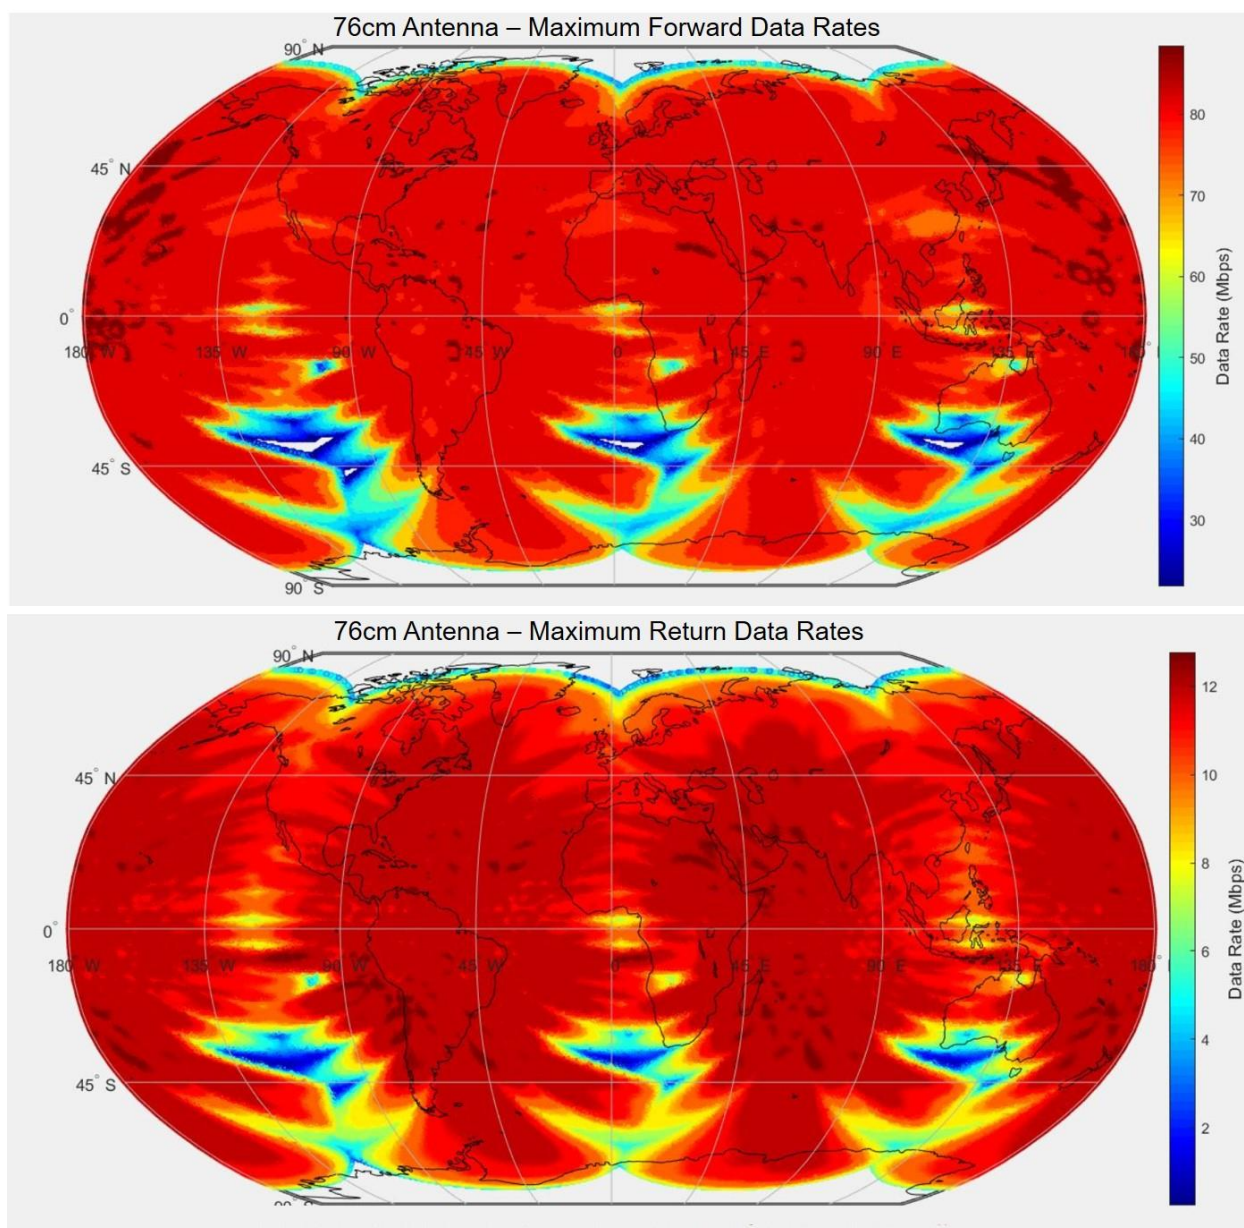 76cm Antenna – Maximum Forward Data Rates
90° N
45° N
0°
180° W 135° W 90° W 45° W 0 45° E 90° E 135° E 180°
45° S
90° S
80
70
60
50
40
30
Data Rate (Mbps)
76cm Antenna – Maximum Return Data Rates
90° N
45° N
0°
180° W 135° W 90° W 45° W 0 45° E 90° E 135° E 180°
45° S
90° S
12
10
8
6
4
2
Data Rate (Mbps)